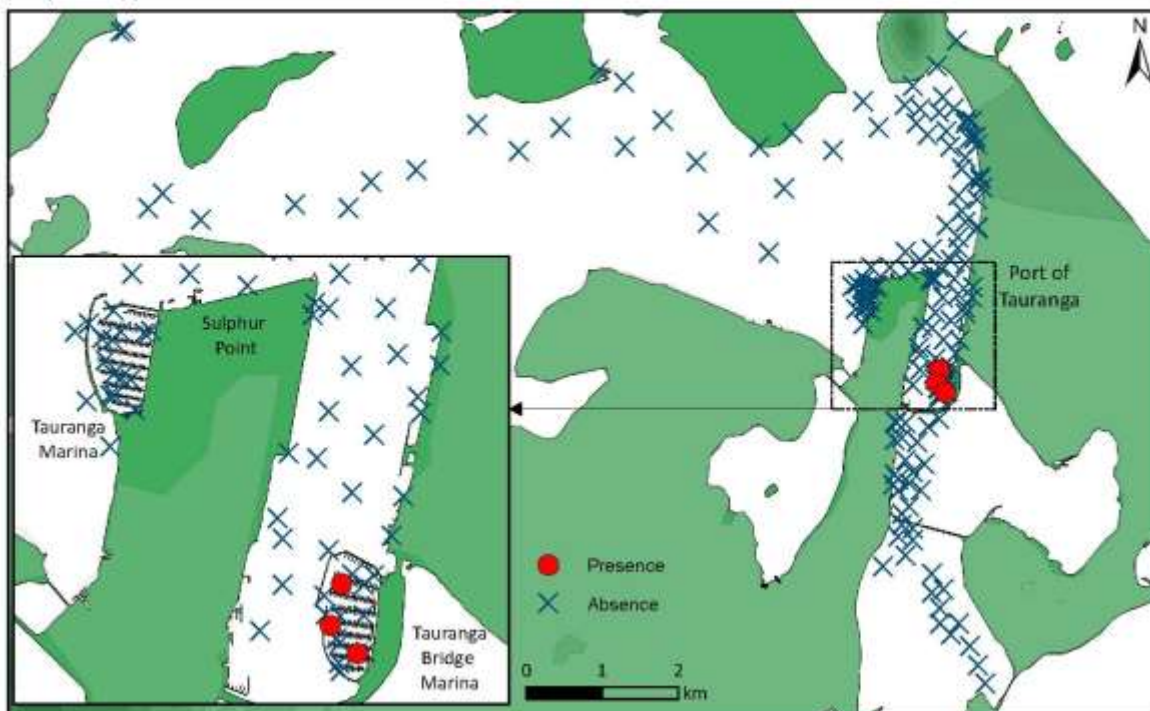 N
Port of
Tauranga
Sulphur
Point
Tauranga
Marina
Tauranga
Bridge
Marina
Presence
Absence
0 1 2
km